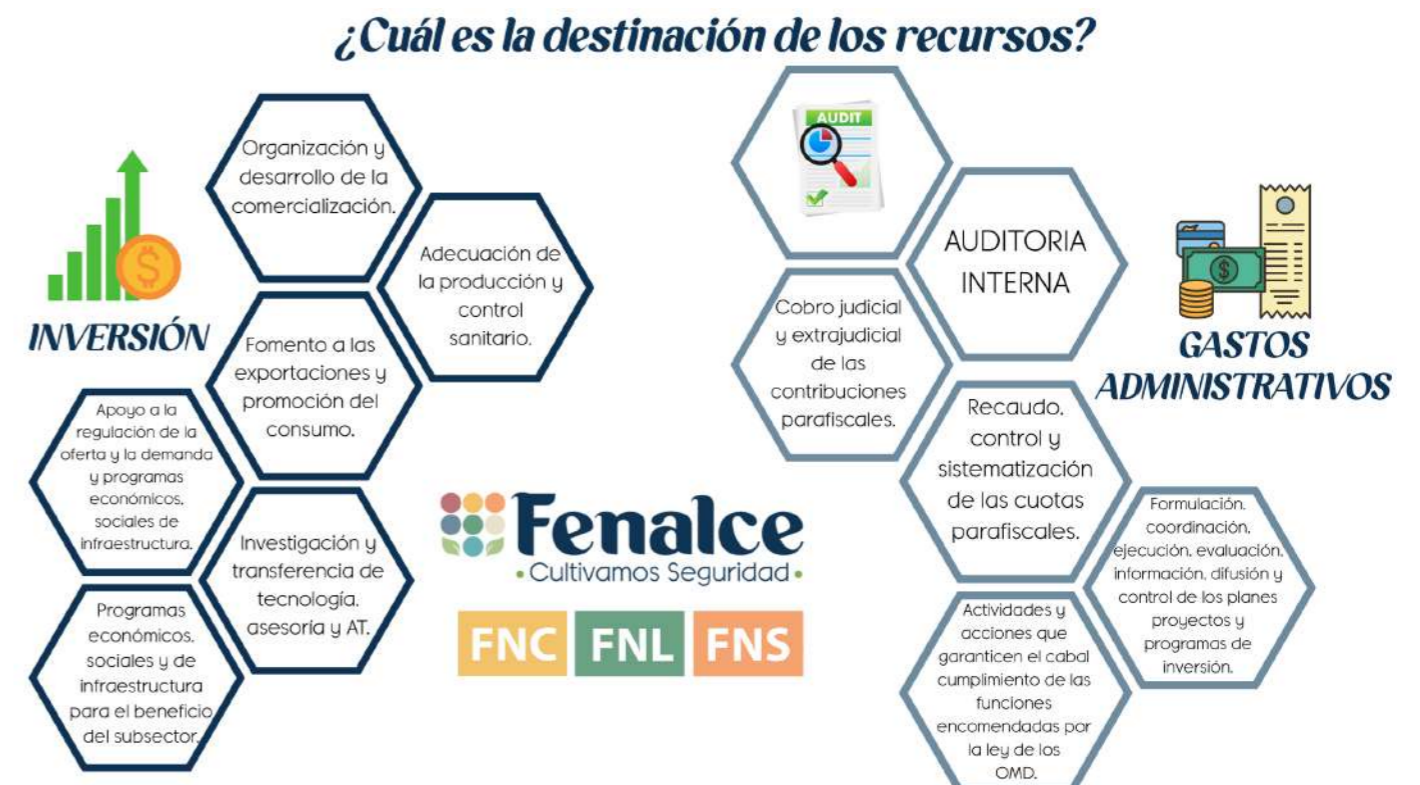 ¿Cuál es la destinación de los recursos?
INVERSIÓN
Organización y
desarrollo de la
comercialización.
Adecuación de
la producción y
control
sanitario.
Fomento a las
exportaciones y
promoción del
consumo.
Apoyo a la
regulación de la
oferta y la demanda
y programas
económicos,
sociales de
infraestructura.
Investigación y
transferencia de
tecnología,
asesoría y AT.
Programas
económicos,
sociales y de
infraestructura
para el beneficio
del subsector.
Fenalce
• Cultivamos Seguridad •
FNC FNL FNS
AUDIT
AUDITORIA
INTERNA
GASTOS
ADMINISTRATIVOS
Cobro judicial
y extrajudicial
de las
contribuciones
parafiscales.
Recaudo,
control y
sistematización
de las cuotas
parafiscales.
Formulación,
coordinación,
ejecución, evaluación,
información, difusión y
control de los planes
proyectos y
programas de
inversión.
Actividades y
acciones que
garanticen el cabal
cumplimiento de las
funciones
encomendadas por
la ley de los
OMD.